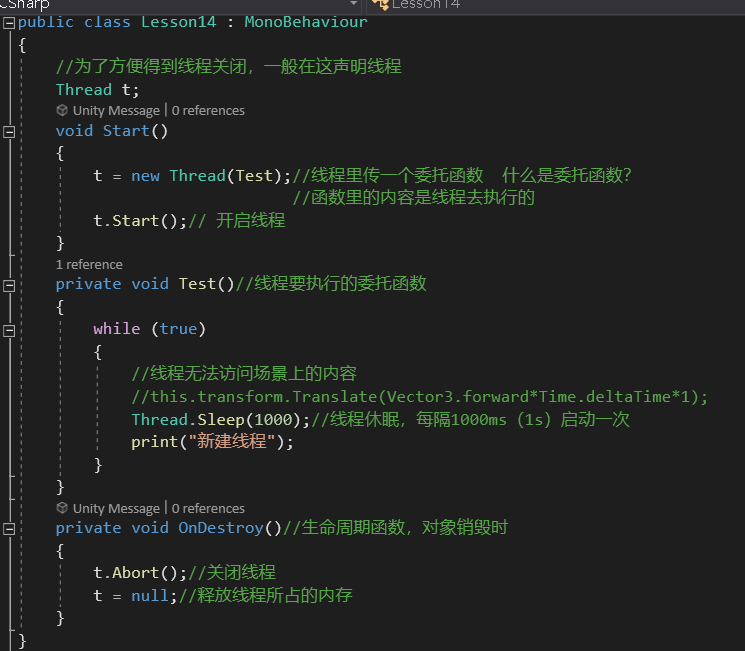 CSharp Lesson14
public class Lesson14 : MonoBehaviour
{
//为了方便得到线程关闭，一般在这声明线程
Thread t;
Unity Message | 0 references
void Start()
{
t = new Thread(Test);//线程里传一个委托函数 什么是委托函数?
//函数里的内容是线程去执行的
t.Start();// 开启线程
}
1 reference
private void Test()//线程要执行的委托函数
{
while (true)
{
//线程无法访问场景上的内容
//this.transform.Translate(Vector3.forward*Time.deltaTime*1);
Thread.Sleep(1000);//线程休眠，每隔1000ms（1s）启动一次
print("新建线程");
}
}
Unity Message | 0 references
private void OnDestroy()//生命周期函数，对象销毁时
{
t.Abort();//关闭线程
t = null;//释放线程所占的内存
}
}